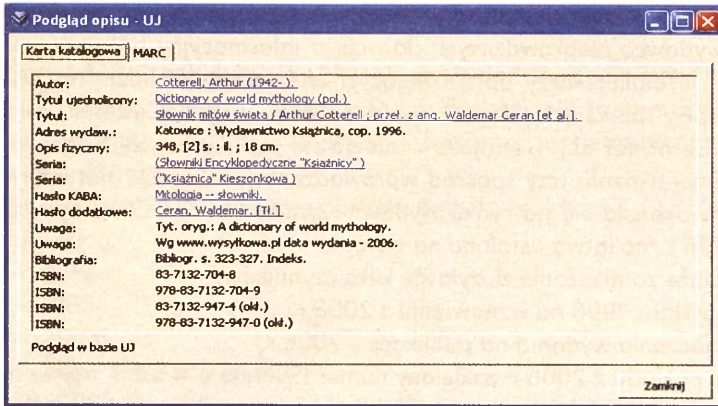 Podgląd opisu - UJ
Karta katalogowa MARC
Autor: Cotterell, Arthur (1942- ).
Tytuł ujednolicony: Dictionary of world mythology (pol.)
Tytuł: Słownik mitów świata / Arthur Cotterell ; przeł. z ang. Waldemar Ceran [et al.].
Adres wydaw.: Katowice : Wydawnictwo Książnica, cop. 1996.
Opis fizyczny: 348, [2] s. : il. ; 18 cm.
Seria: (Słowniki Encyklopedyczne "Książnicy" )
Seria: ("Książnica" Kieszonkowa )
Hasło KABA: Mitologia -- słowniki.
Hasło dodatkowe: Ceran, Waldemar. [Tł.]
Uwaga: Tyt. oryg.: A dictionary of world mythology.
Uwaga: Wg www.wysyłkowa.pl data wydania - 2006.
Bibliografia: Bibliogr. s. 323-327. Indeks.
ISBN: 83-7132-704-8
ISBN: 978-83-7132-704-9
ISBN: 83-7132-947-4 (okł.)
ISBN: 978-83-7132-947-0 (okł.)
Podgląd w bazie UJ
Zamknij